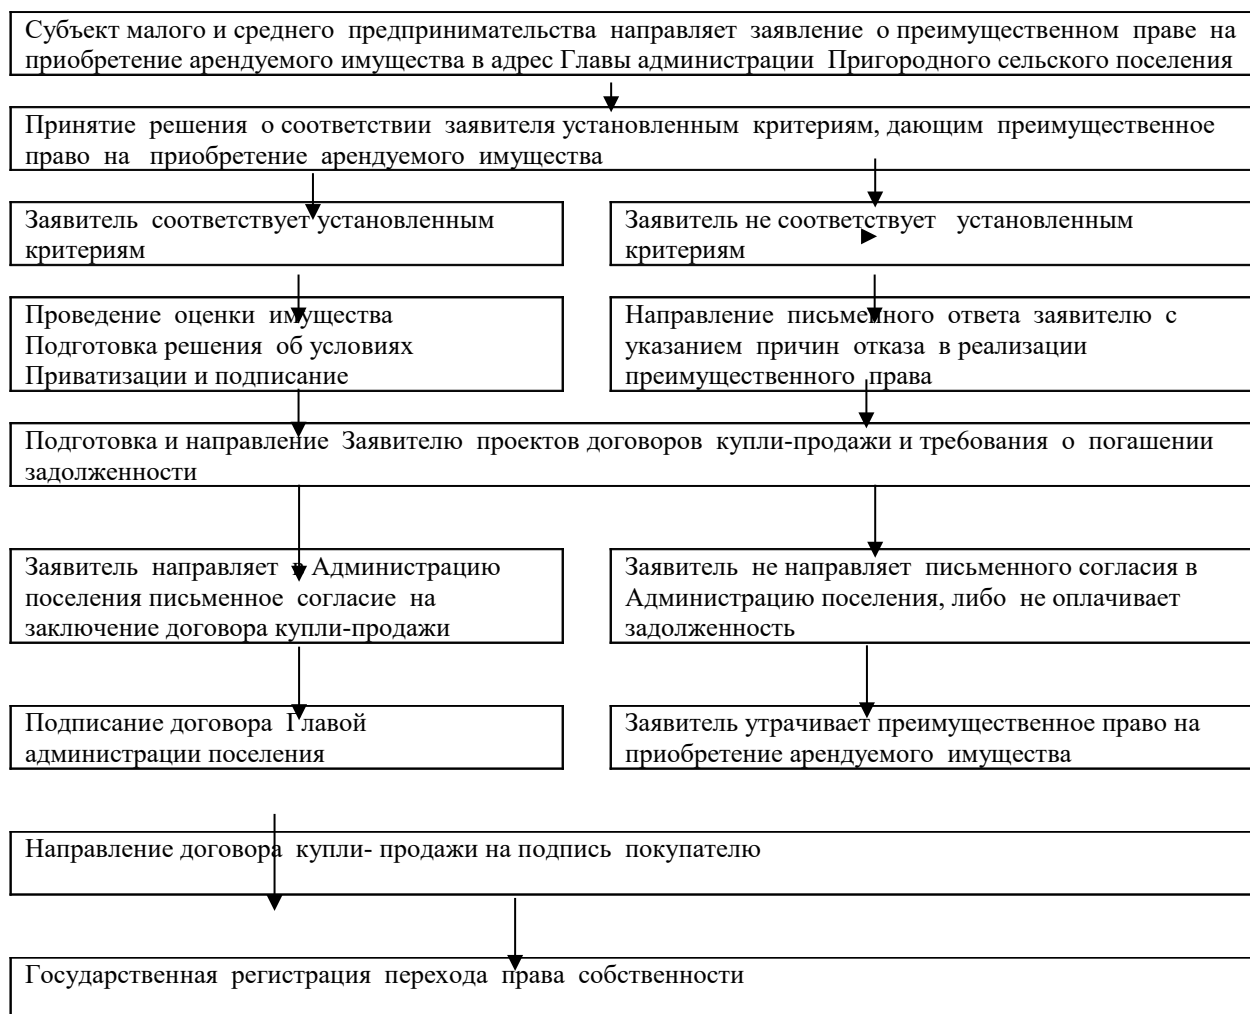 Субъект малого и среднего предпринимательства направляет заявление о преимущественном праве на
приобретение арендуемого имущества в адрес Главы администрации Пригородного сельского поселения
Принятие решения о соответствии заявителя установленным критериям, дающим преимущественное
право на приобретение арендуемого имущества
Заявитель соответствует установленным
критериям
Заявитель не соответствует установленным
критериям
Проведение оценки имущества
Подготовка решения об условиях
Приватизации и подписание
Направление письменного ответа заявителю с
указанием причин отказа в реализации
преимущественного права
Подготовка и направление Заявителю проектов договоров купли-продажи и требования о погашении
задолженности
Заявитель направляет в Администрацию
поселения письменное согласие на
заключение договора купли-продажи
Заявитель не направляет письменного согласия в
Администрацию поселения, либо не оплачивает
задолженность
Подписание договора Главой
администрации поселения
Заявитель утрачивает преимущественное право на
приобретение арендуемого имущества
Направление договора купли- продажи на подпись покупателю
Государственная регистрация перехода права собственности